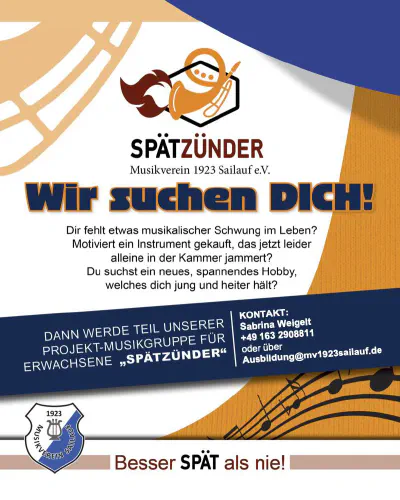 SPÄTZÜNDER
Musikverein 1923 Sailauf e.V.
Wir suchen DICH!
Dir fehlt etwas musikalischer Schwung im Leben?
Motiviert ein Instrument gekauft, das jetzt leider
alleine in der Kammer jammert?
Du suchst ein neues, spannendes Hobby,
welches dich jung und heiter hält?
DANN WERDE TEIL UNSERER
PROJEKT-MUSIKGRUPPE FÜR
ERWACHSENE „SPÄTZÜNDER“
KONTAKT:
Sabrina Weigelt
+49 163 2908811
oder über
Ausbildung@mv1923sailauf.de
1923
MUSIKVEREIN SAILAUF
Besser SPÄT als nie!